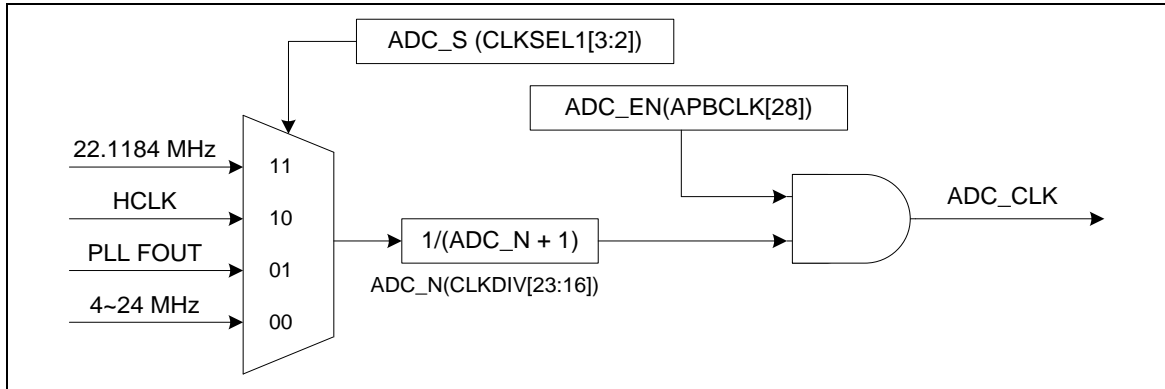 ADC_S (CLKSEL1[3:2])
ADC_EN(APBCLK[28])
22.1184 MHz
11
HCLK
10
PLL FOUT
01
4~24 MHz
00
1/(ADC_N + 1)
ADC_N(CLKDIV[23:16])
ADC_CLK